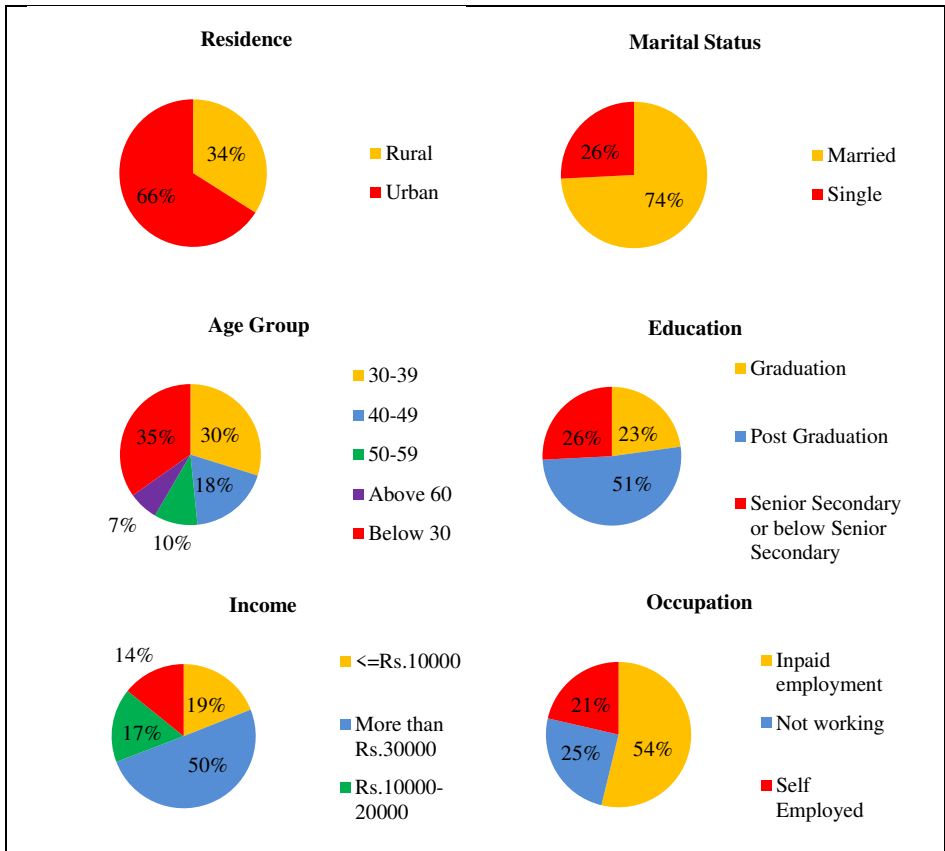 Residence
34%
66%
Rural
Urban
Marital Status
26%
74%
Married
Single
Age Group
35%
30%
18%
7%
10%
30-39
40-49
50-59
Above 60
Below 30
Education
26%
23%
51%
Graduation
Post Graduation
Senior Secondary
or below Senior
Secondary
Income
14%
19%
17%
50%
<=Rs.10000
More than
Rs.30000
Rs.10000-
20000
Occupation
21%
25%
54%
Inpaid
employment
Not working
Self
Employed